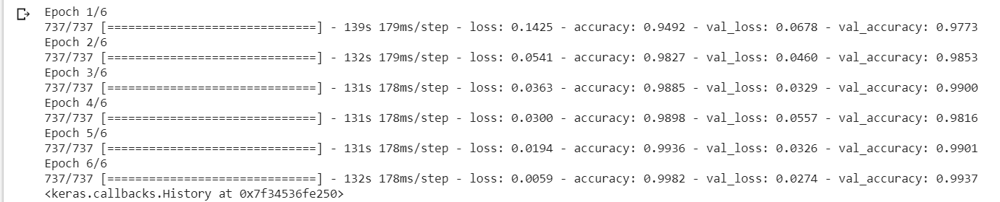 Epoch 1/6
737/737 [==============================] - 139s 179ms/step - loss: 0.1425 - accuracy: 0.9492 - val_loss: 0.0678 - val_accuracy: 0.9773
Epoch 2/6
737/737 [==============================] - 132s 179ms/step - loss: 0.0541 - accuracy: 0.9827 - val_loss: 0.0460 - val_accuracy: 0.9853
Epoch 3/6
737/737 [==============================] - 131s 178ms/step - loss: 0.0363 - accuracy: 0.9885 - val_loss: 0.0329 - val_accuracy: 0.9900
Epoch 4/6
737/737 [==============================] - 131s 178ms/step - loss: 0.0300 - accuracy: 0.9898 - val_loss: 0.0557 - val_accuracy: 0.9816
Epoch 5/6
737/737 [==============================] - 131s 178ms/step - loss: 0.0194 - accuracy: 0.9936 - val_loss: 0.0326 - val_accuracy: 0.9901
Epoch 6/6
737/737 [==============================] - 132s 178ms/step - loss: 0.0059 - accuracy: 0.9982 - val_loss: 0.0274 - val_accuracy: 0.9937
<keras.callbacks.History at 0x7f34536fe250>